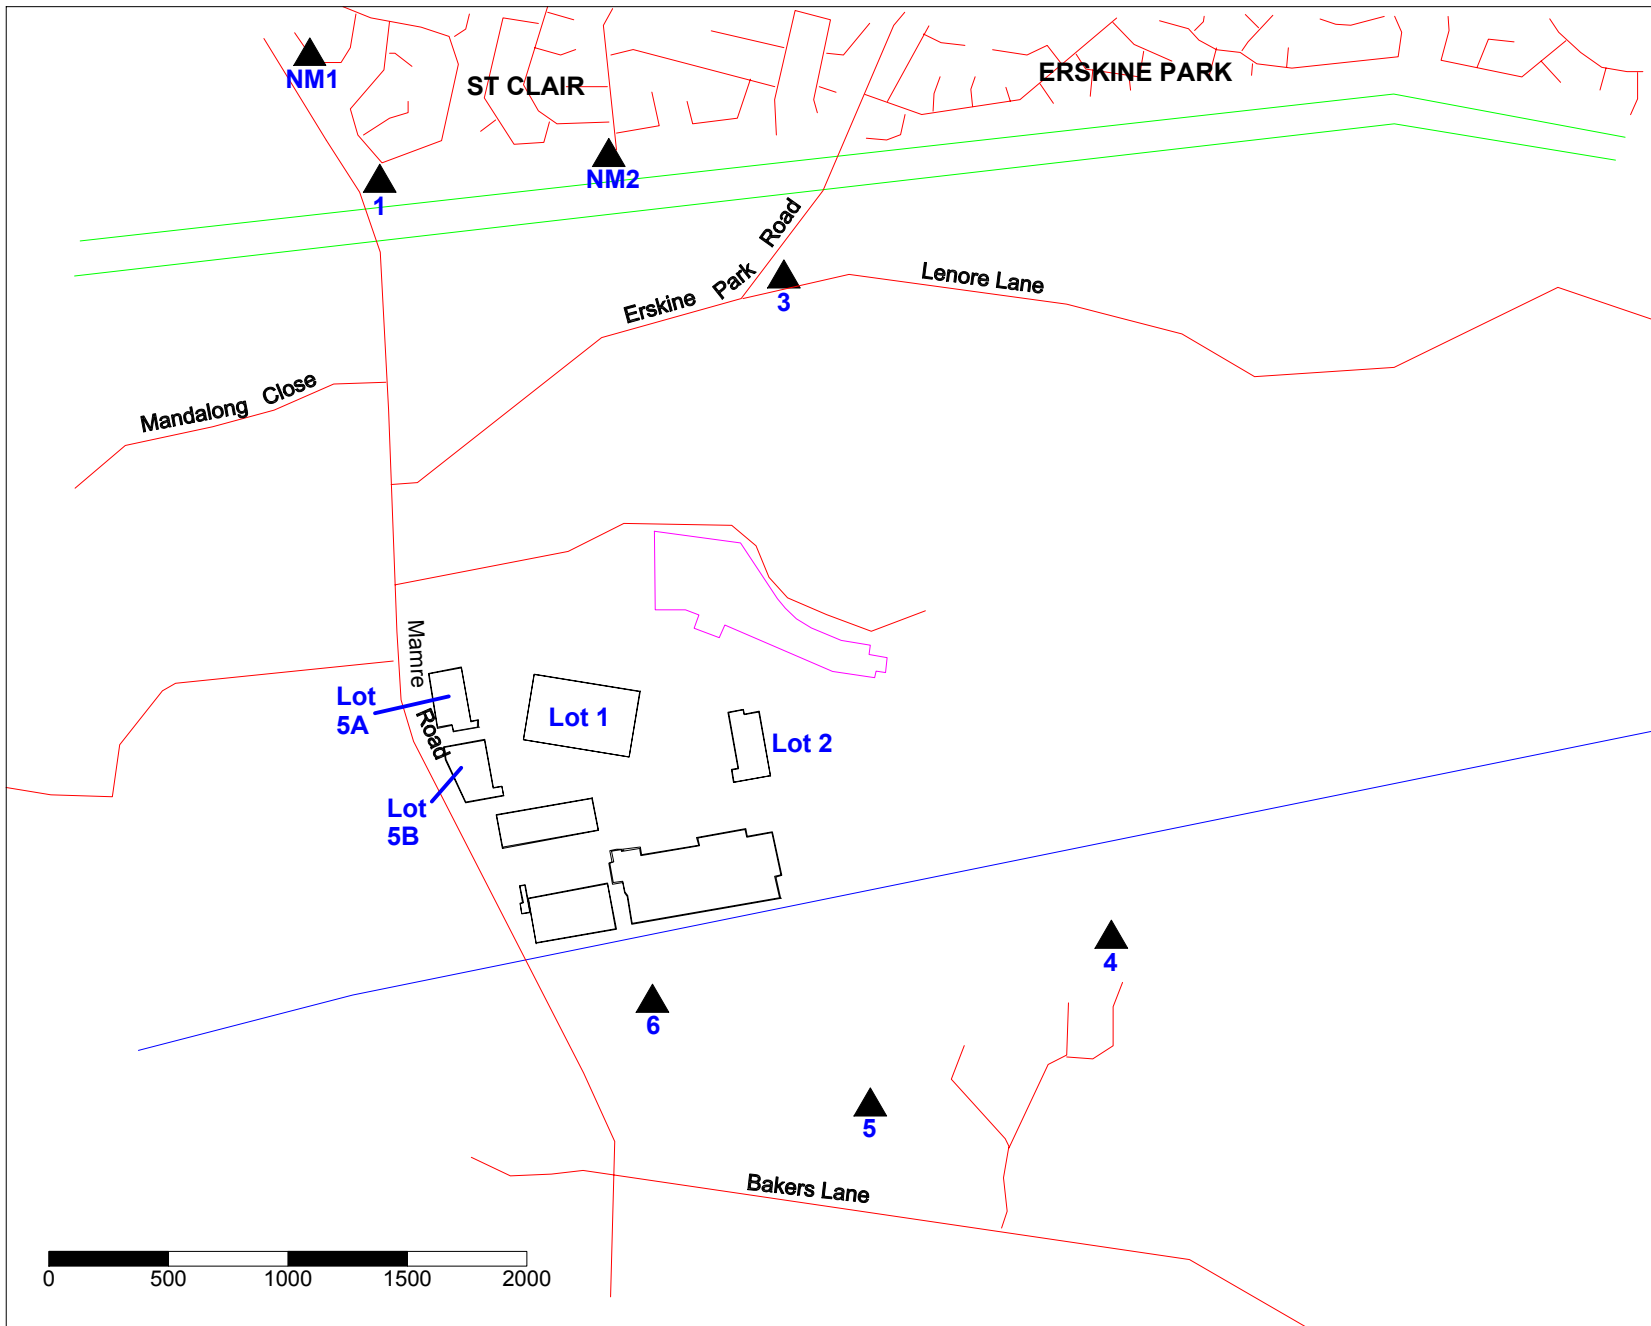 NM1
ST CLAIR
ERSKINE PARK
NM2
1
Erskine Park Road
3
Lenore Lane
Mandalong Close
Mamre Road
Lot
5A
Lot 1
Lot 2
Lot
5B
4
6
5
Bakers Lane
0 500 1000 1500 2000